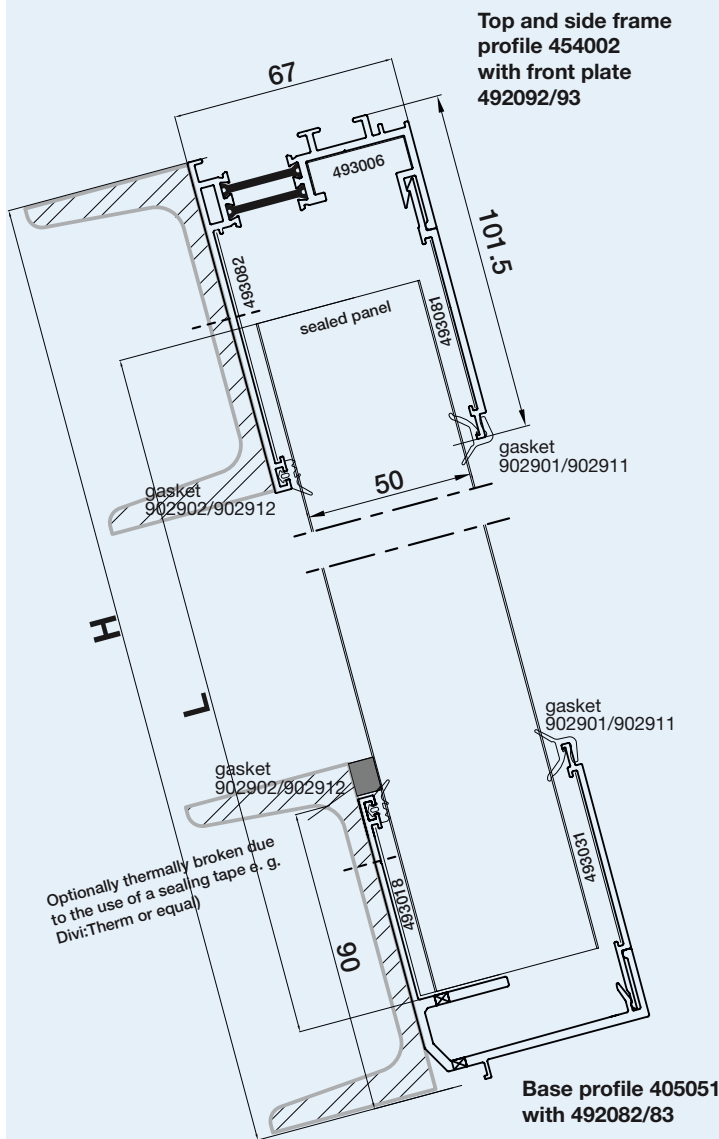 Top and side frame
profile 454002
with front plate
492092/93
67
493006
101.5
493082
sealed panel
493081
gasket
902901/902911
50
gasket
902902/902912
H
L
gasket
902901/902911
gasket
902902/902912
Optionally thermally broken due
to the use of a sealing tape e. g.
Divi:Therm or equal)
493031
493018
90
Base profile 405051
with 492082/83